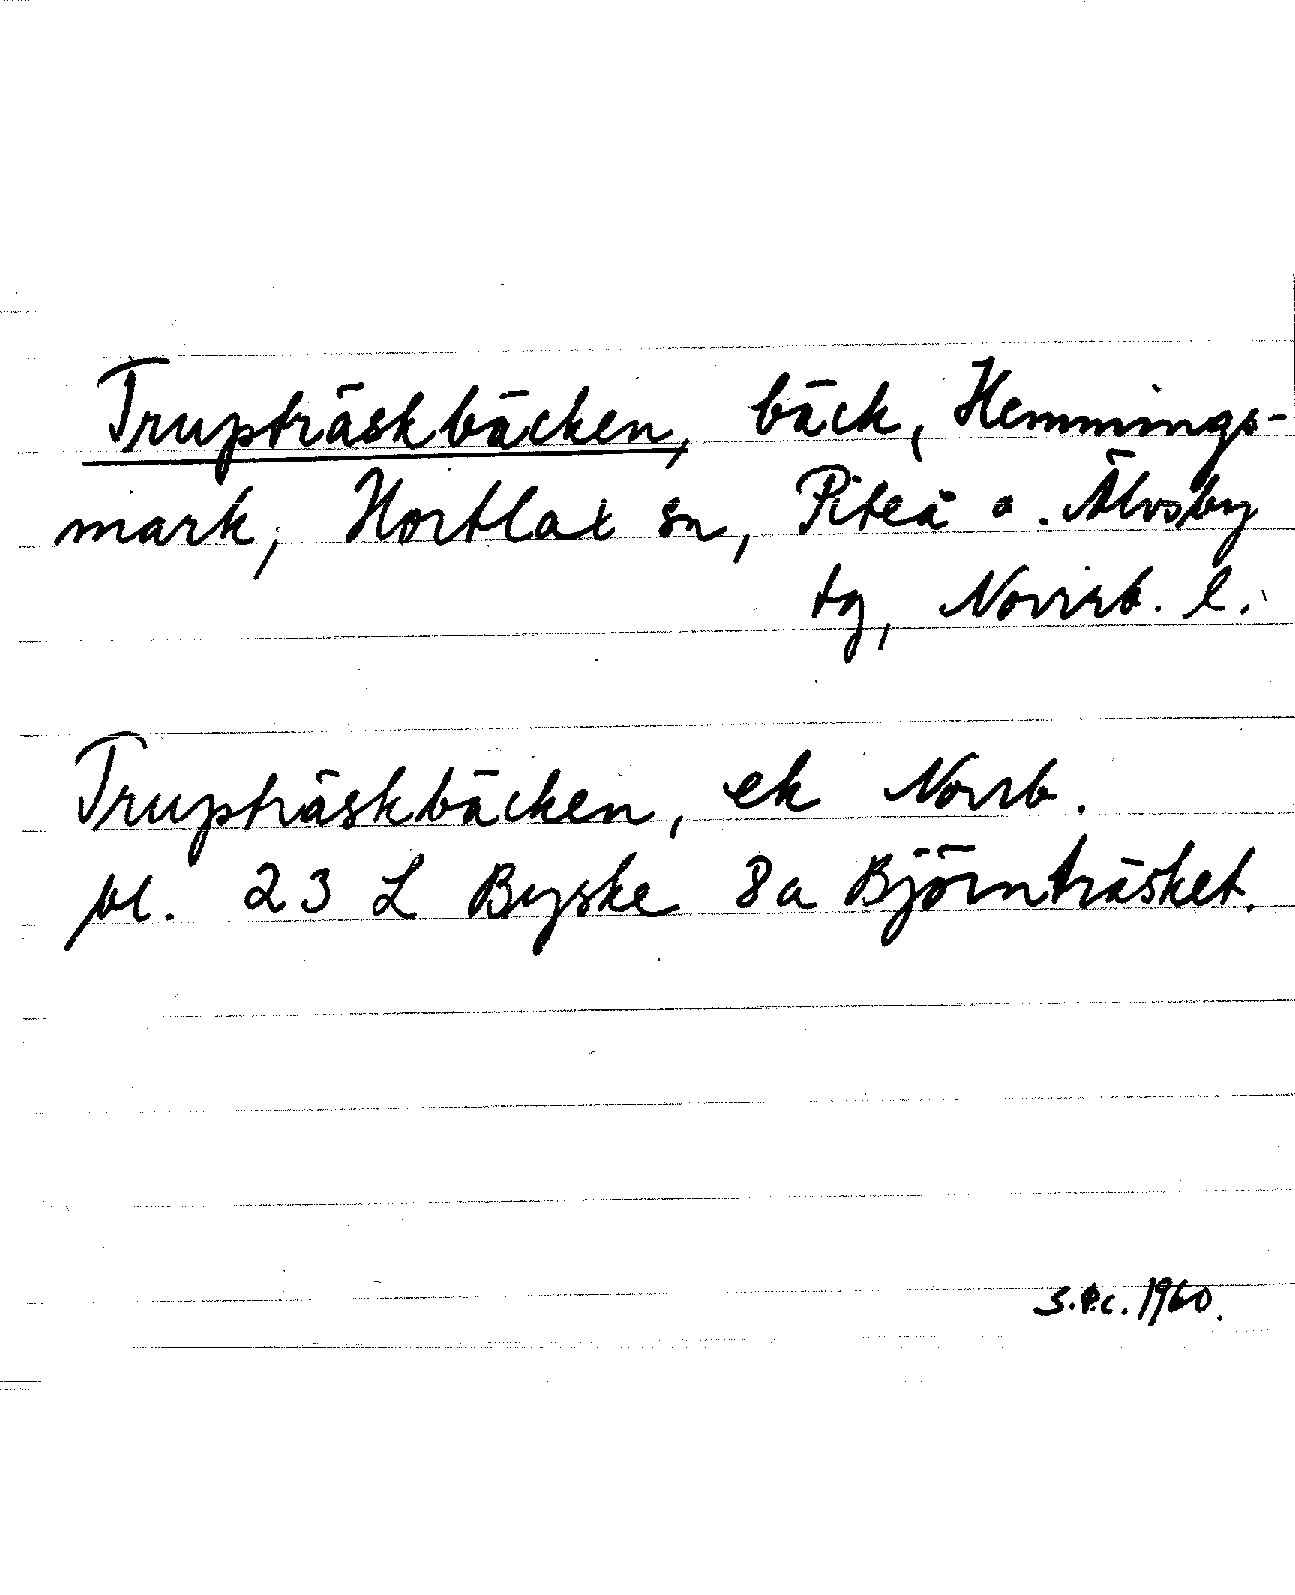 Trupträskbäcken, bäck, Hemmings-
mark, Hortlax sn, Piteå o. Älvsby
tg, Norrb. l.
Trupträskbäcken, ek Norrb.
bl. 23 L Byske 8a Björnträsket.
1960.